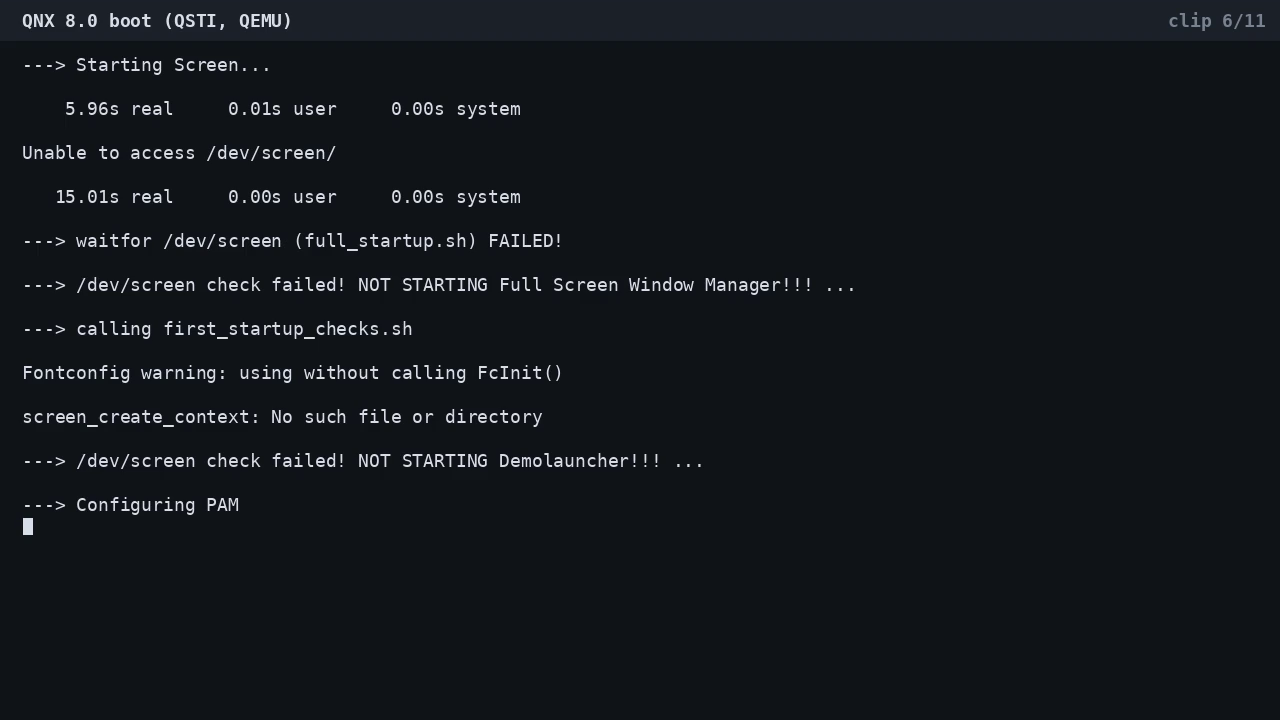 QNX 8.0 boot (QSTI, QEMU)
clip 6/11
---> Starting Screen...
5.96s real     0.01s user     0.00s system
Unable to access /dev/screen/
15.01s real     0.00s user     0.00s system
---> waitfor /dev/screen (full_startup.sh) FAILED!
---> /dev/screen check failed! NOT STARTING Full Screen Window Manager!!! ...
---> calling first_startup_checks.sh
Fontconfig warning: using without calling FcInit()
screen_create_context: No such file or directory
---> /dev/screen check failed! NOT STARTING Demolauncher!!! ...
---> Configuring PAM